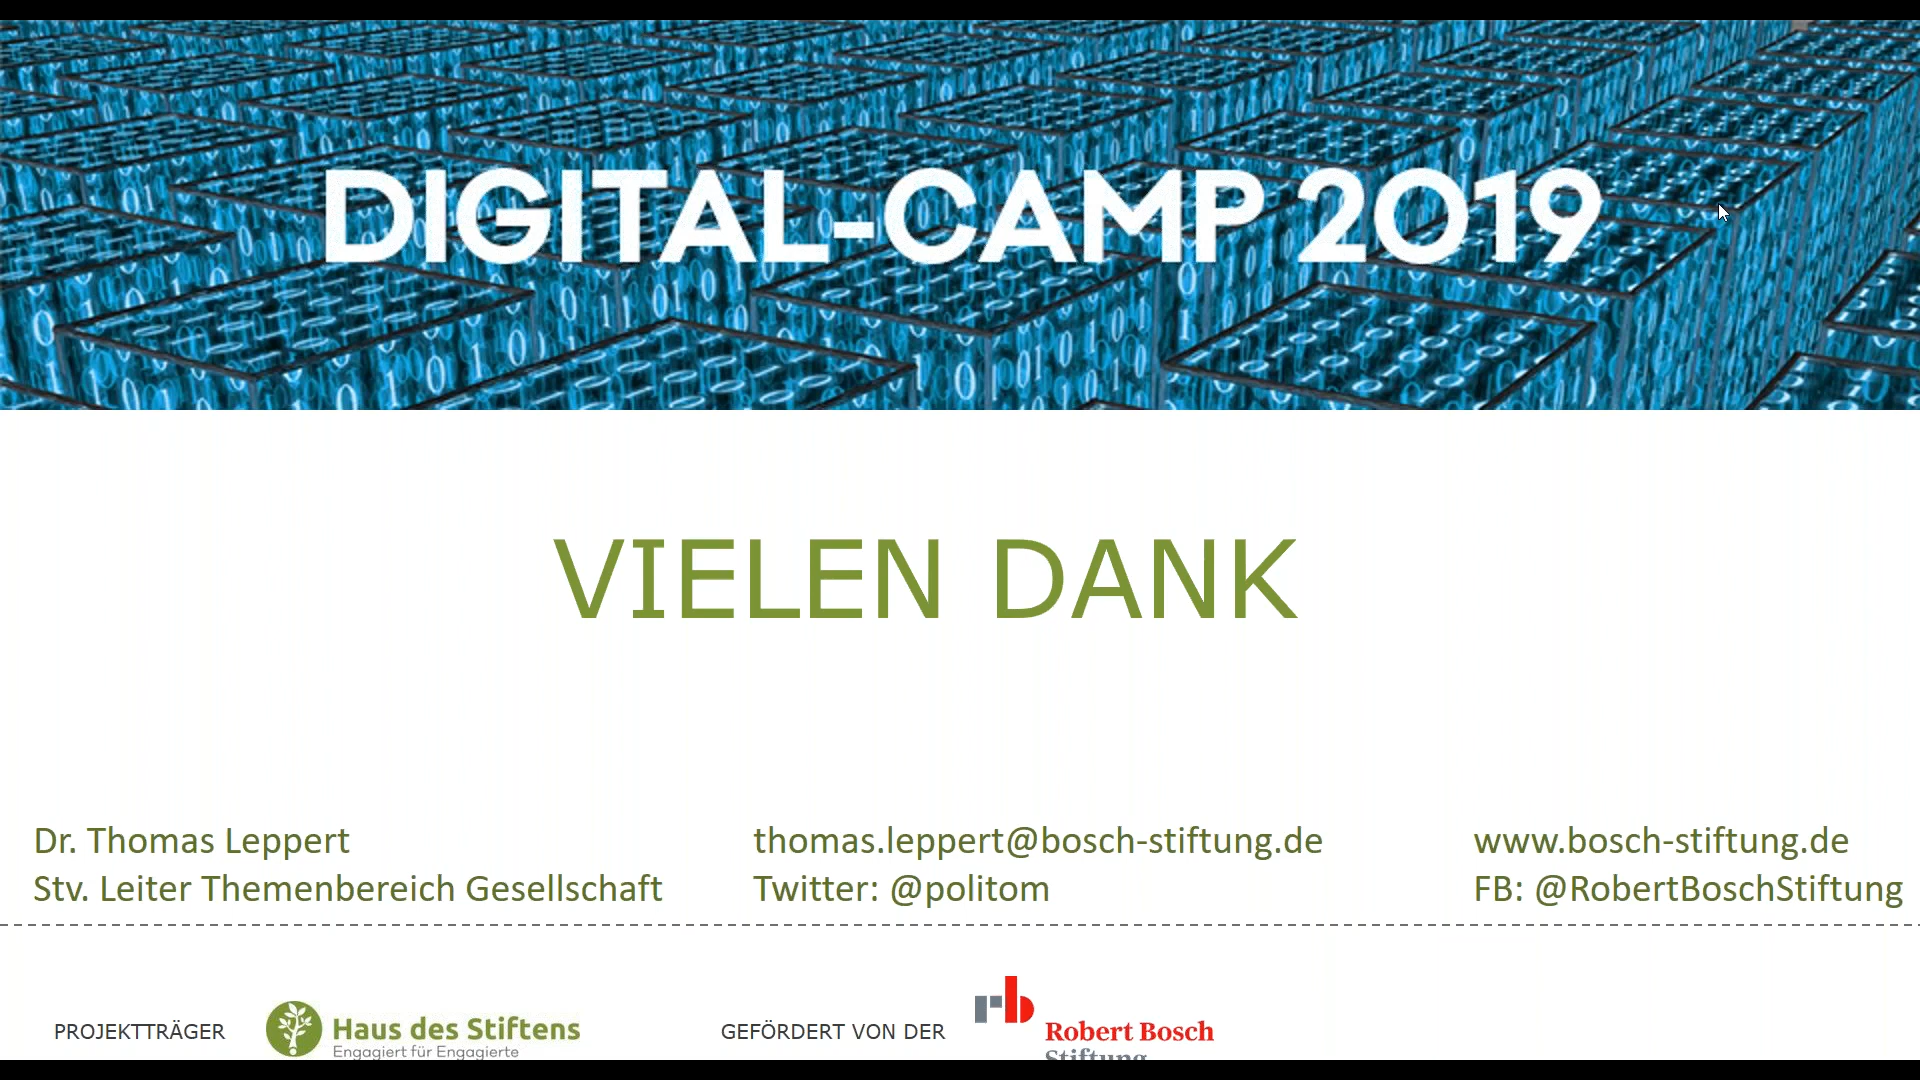 DIGITAL-CAMP 2019
VIELEN DANK
Dr. Thomas Leppert
Stv. Leiter Themenbereich Gesellschaft
thomas.leppert@bosch-stiftung.de
Twitter: @politom
www.bosch-stiftung.de
FB: @RobertBoschStiftung
PROJEKTTRÄGER
Haus des Stiftens
Engagiert für Engagierte
GEFÖRDERT VON DER
Robert Bosch
Stiftung